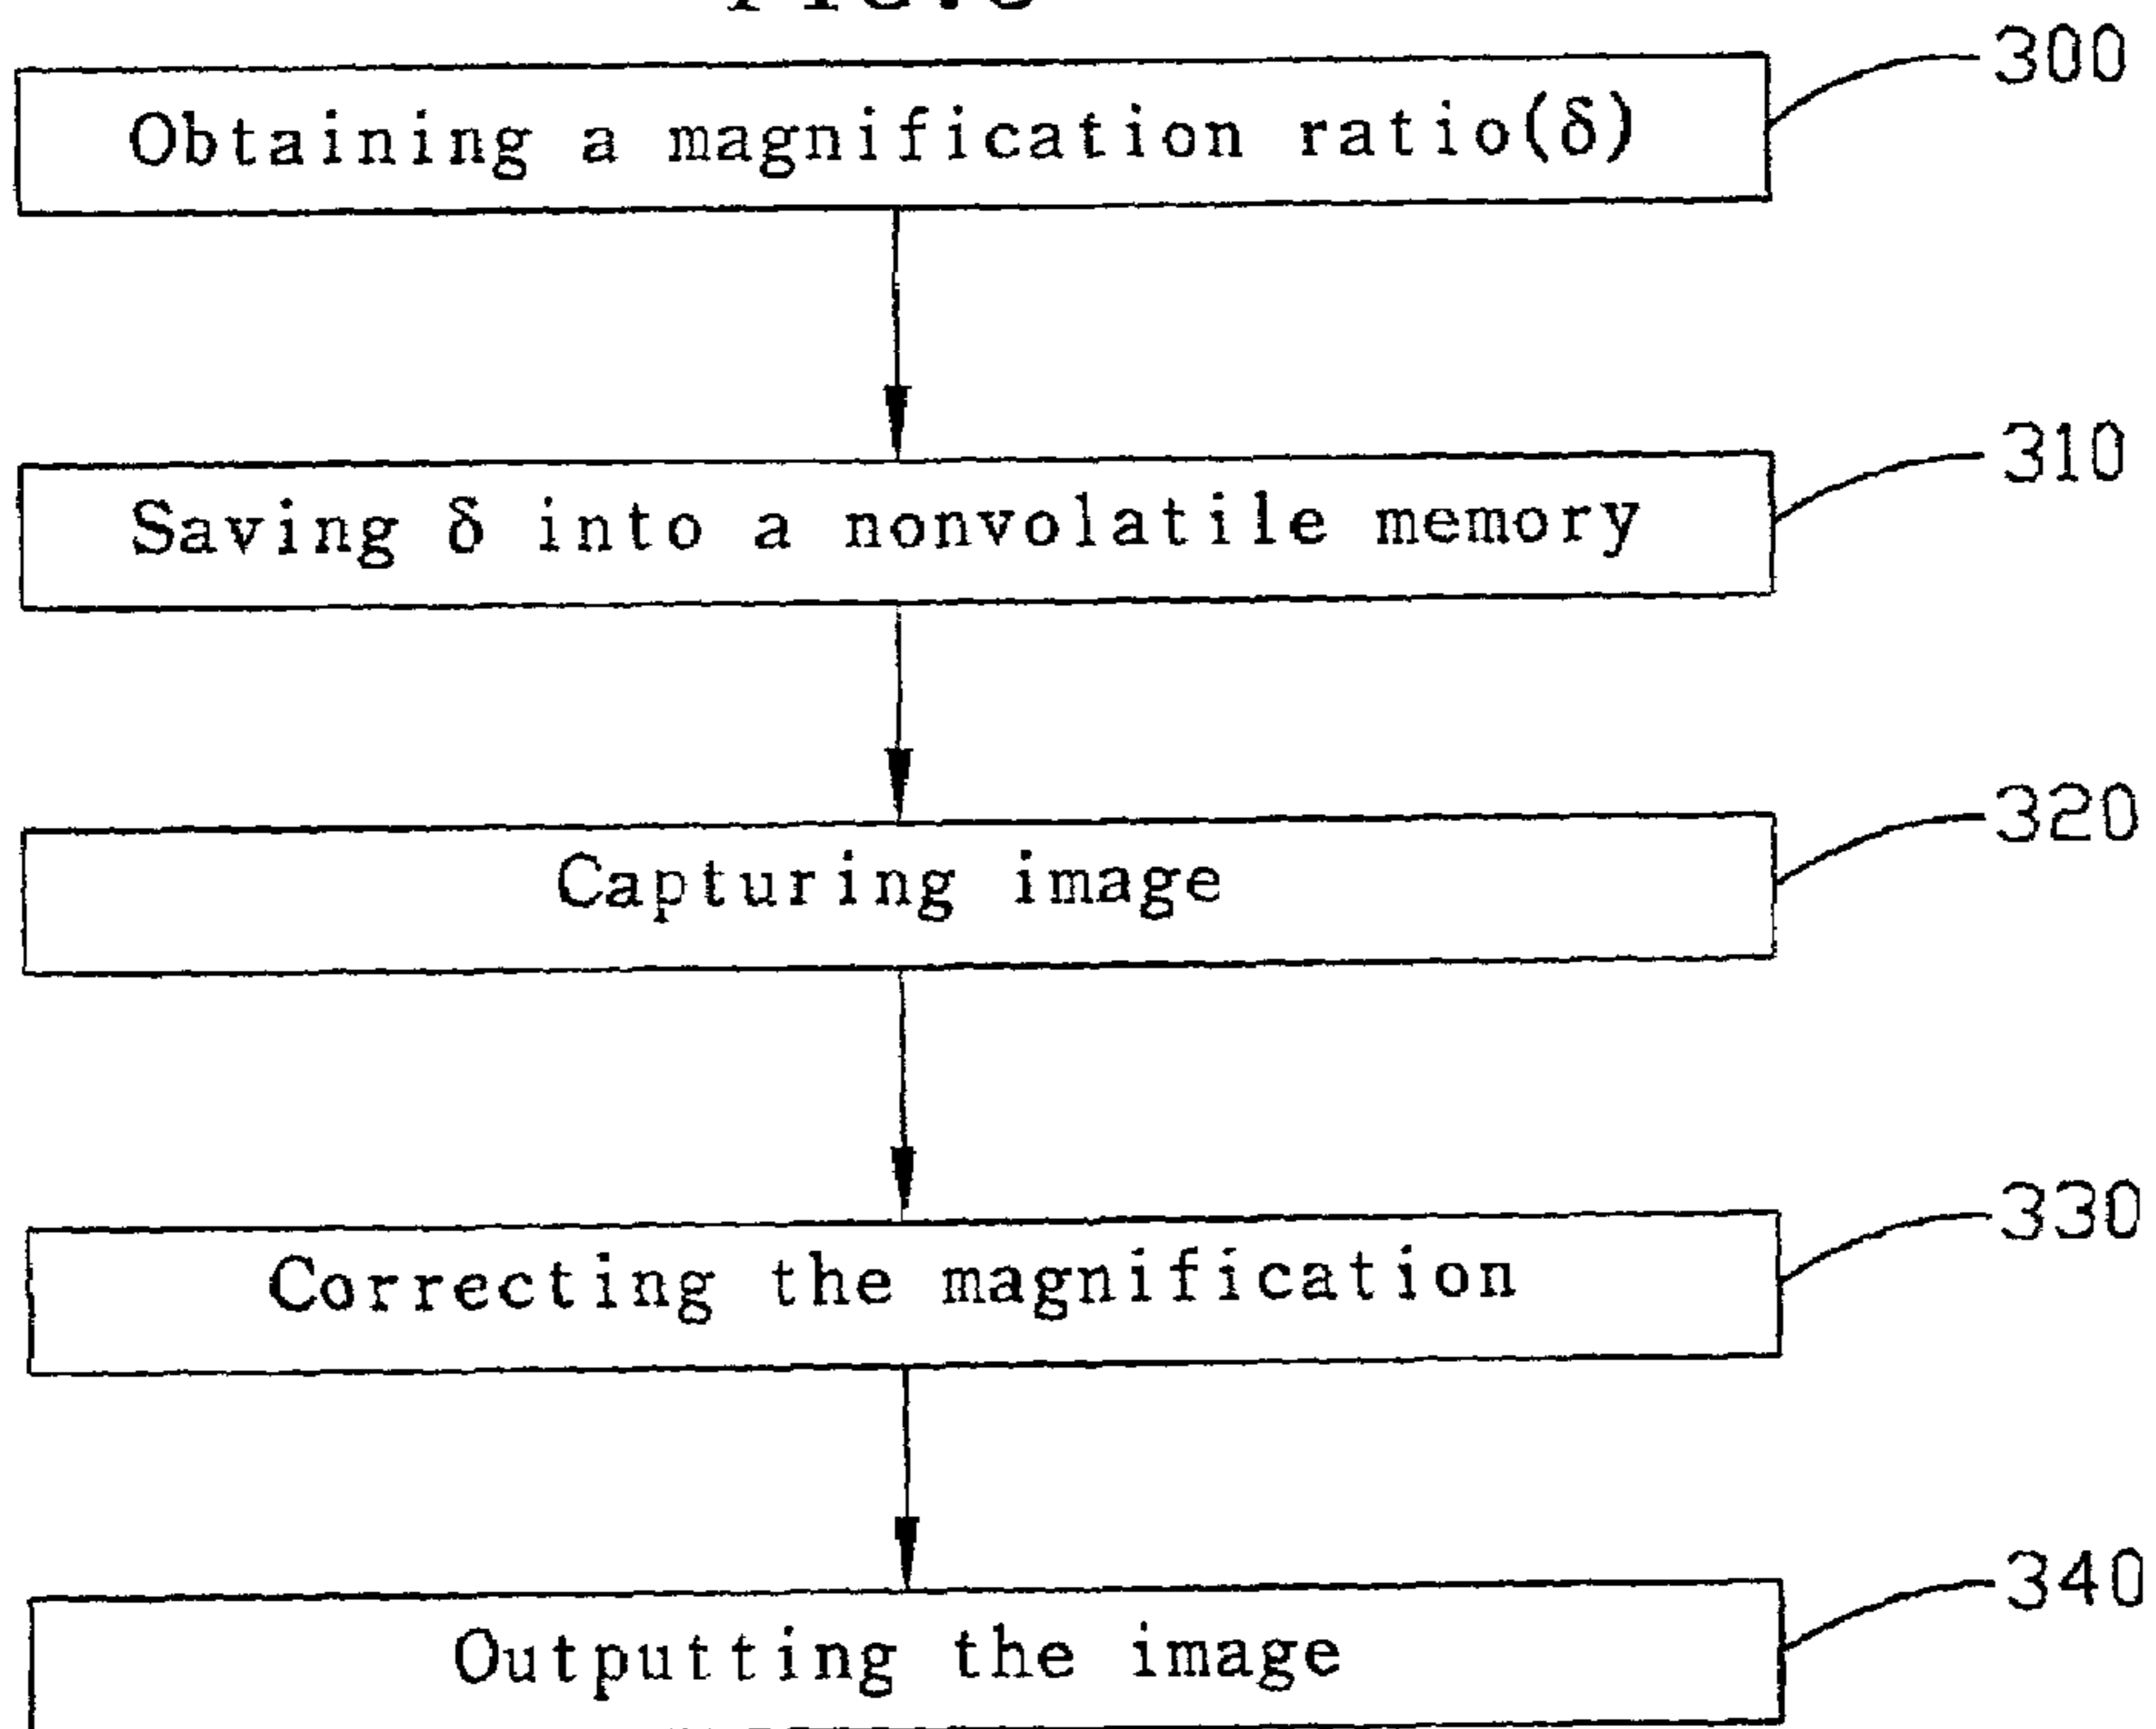 300
Obtaining a magnification ratio(δ)
310
Saving δ into a nonvolatile memory
320
Capturing image
330
Correcting the magnification
340
Outputting the image